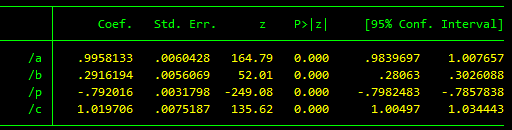 Coef. Std. Err. z P>|z| [95% Conf. Interval]
/a .9958133 .0060428 164.79 0.000 .9839697 1.007657
/b .2916194 .0056069 52.01 0.000 .28063 .3026088
/p -.792016 .0031798 -249.08 0.000 -.7982483 -.7857838
/c 1.019706 .0075187 135.62 0.000 1.00497 1.034443